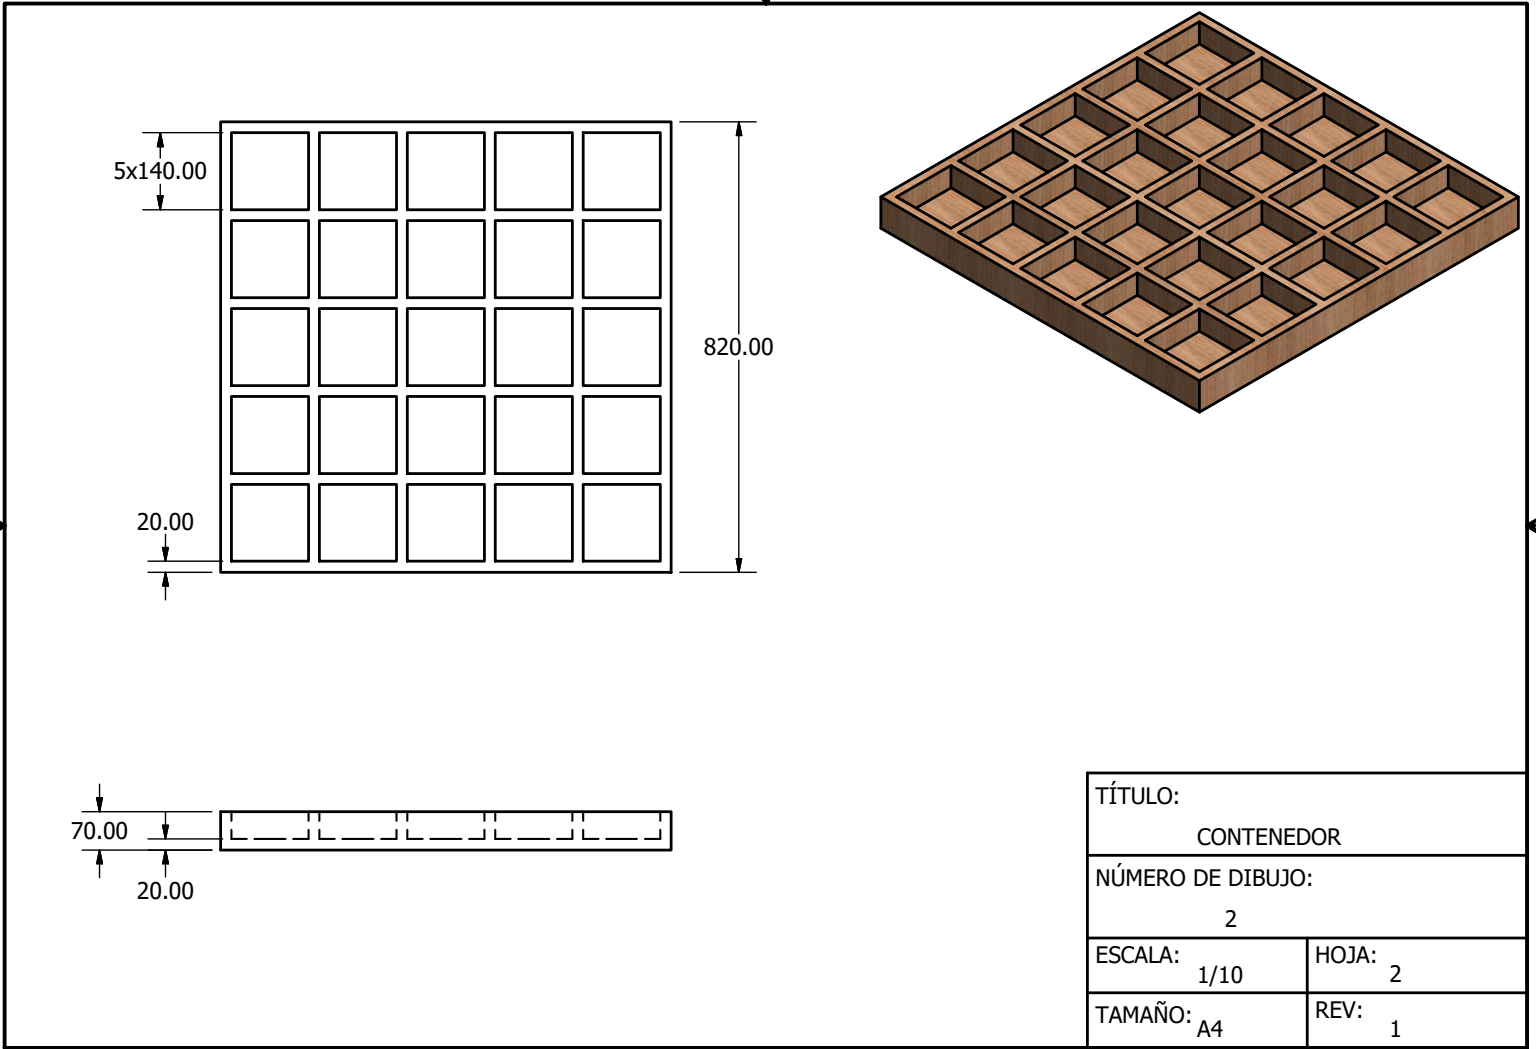 5x140.00
820.00
20.00
70.00
20.00
TÍTULO:
CONTENEDOR
NÚMERO DE DIBUJO:
2
ESCALA: 1/10
HOJA: 2
TAMAÑO: A4
REV: 1